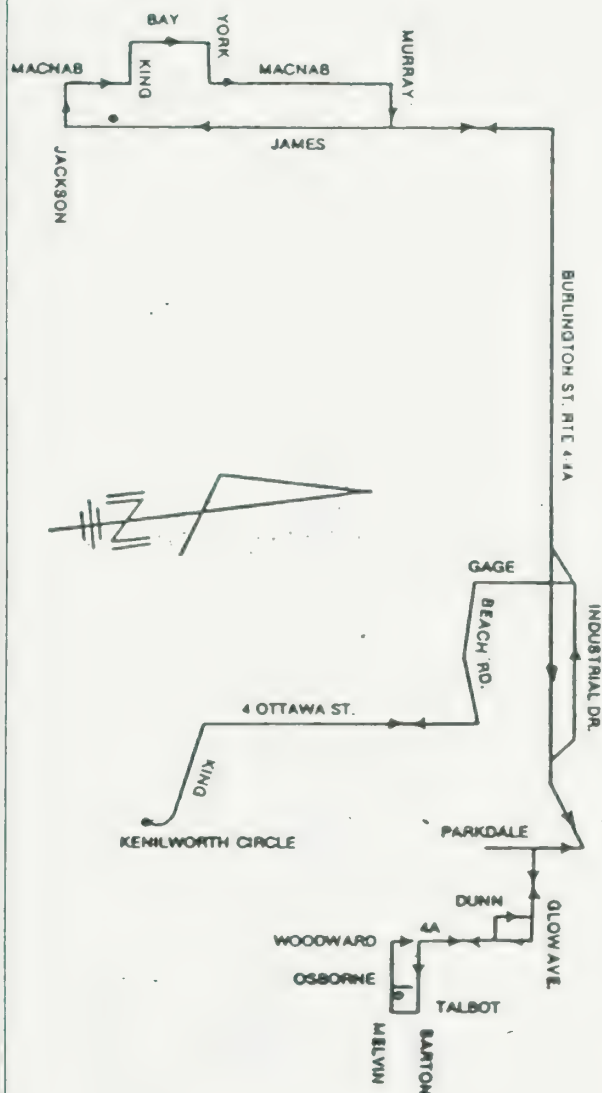 BAY
YORK
MACNAB
KING
MACNAB
MURRAY
JAMES
JACKSON
BURLINGTON ST. RTE 4-4A
GAGE
INDUSTRIAL DR.
BEACH RD.
4 OTTAWA ST.
KING
KENILWORTH CIRCLE
PARKDALE
DUNN
GLOW AVE.
4A
WOODWARD
OSBORNE
TALBOT
MELVIN
BARTON
N